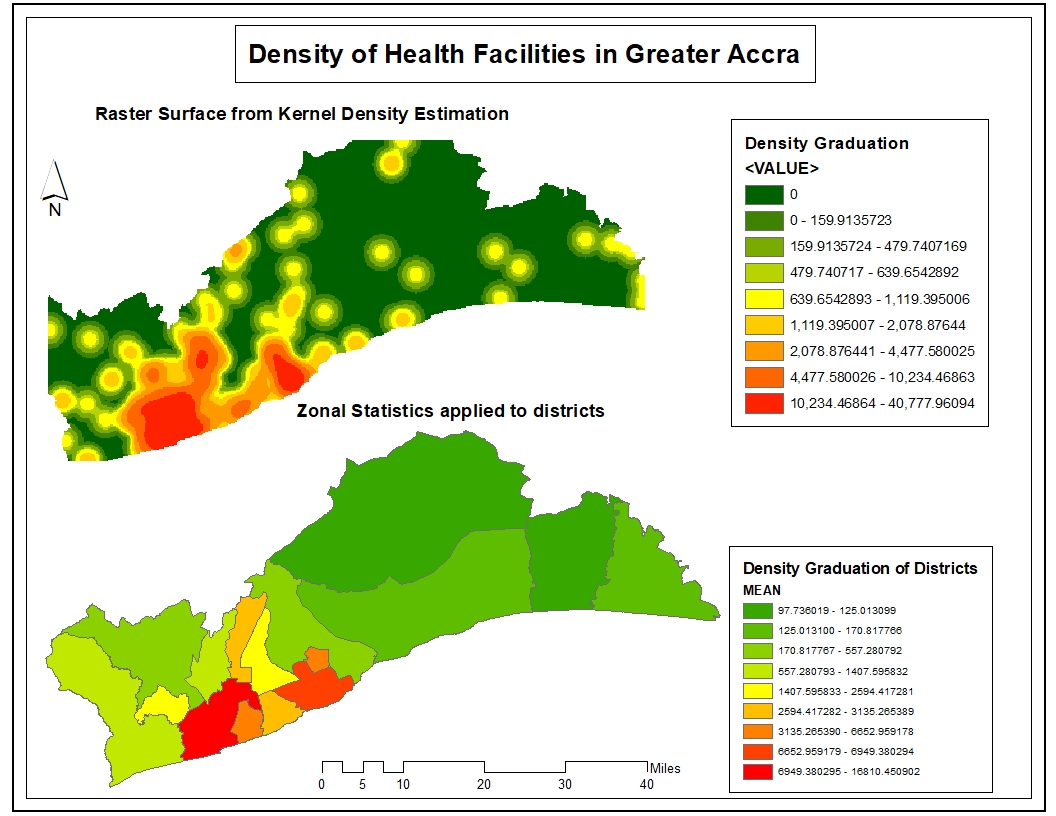 Density of Health Facilities in Greater Accra
Raster Surface from Kernel Density Estimation
N
Density Graduation
<VALUE>
0
0 - 159.9135723
159.9135724 - 479.7407169
479.740717 - 639.6542892
639.6542893 - 1,119.395006
1,119.395007 - 2,078.87644
2,078.876441 - 4,477.580025
4,477.580026 - 10,234.46863
10,234.46864 - 40,777.96094
Zonal Statistics applied to districts
Density Graduation of Districts
MEAN
97.736019 - 125.013099
125.013100 - 170.817766
170.817767 - 557.280792
557.280793 - 1407.595832
1407.595833 - 2594.417281
2594.417282 - 3135.265389
3135.265390 - 6652.959178
6652.959179 - 6949.380294
6949.380295 - 16810.450902
Miles
0 5 10 20 30 40